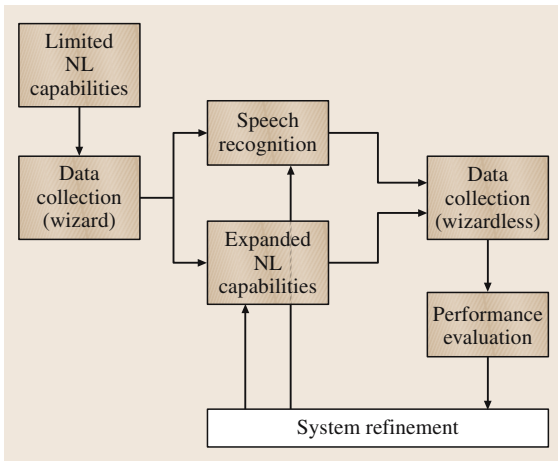 Limited
NL
capabilities
Data
collection
(wizard)
Speech
recognition
Expanded
NL
capabilities
Data
collection
(wizardless)
Performance
evaluation
System refinement